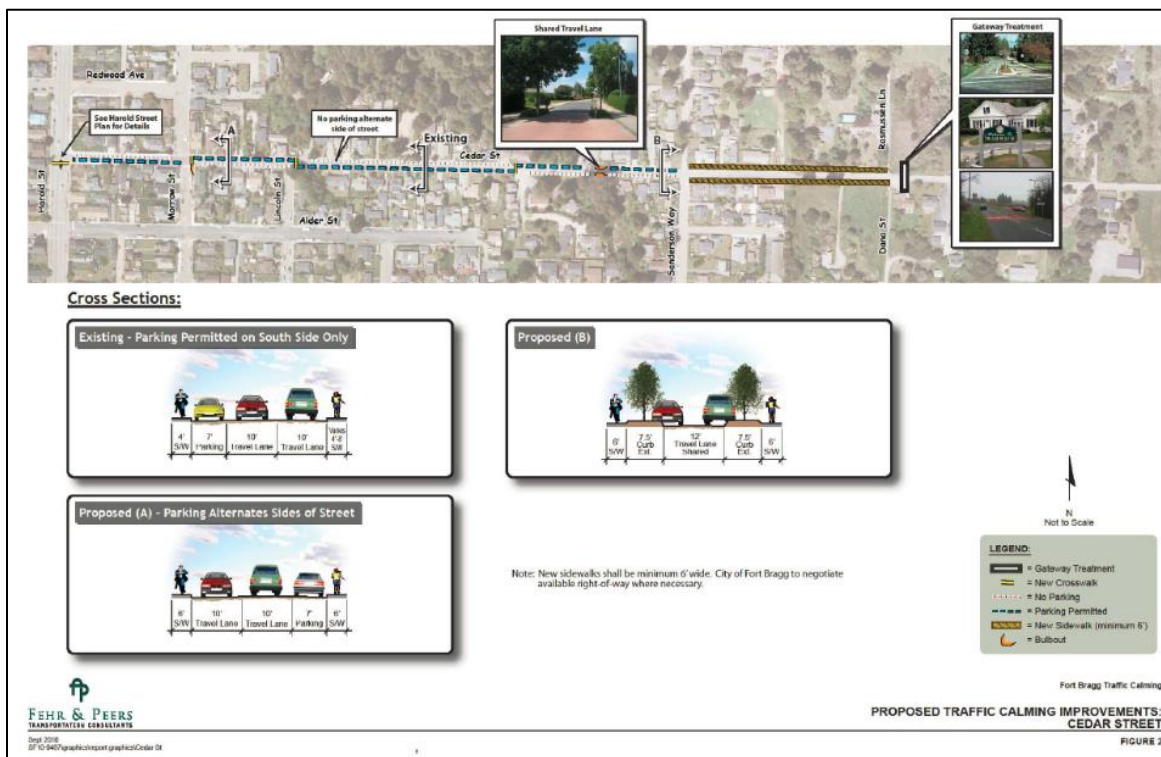 Shared Travel Lane
Gateway Treatment
Redwood Ave
See Harold Street
Plan for Details
A
No parking alternate
side of street
Existing
Cedar St
B
Rasmussen Ln
Harold St
Morrow St
Lincoln St
Alder St
Sanderson Way
Dana St
Cross Sections:
Existing - Parking Permitted on South Side Only
4'
S/W
7'
Parking
10'
Travel Lane
10'
Travel Lane
Varies
4'-8'
S/W
Proposed (B)
6'
S/W
7.5'
Curb
Ext.
12'
Travel Lane
Shared
7.5'
Curb
Ext.
6'
S/W
Proposed (A) - Parking Alternates Sides of Street
6'
S/W
10'
Travel Lane
10'
Travel Lane
7'
Parking
6'
S/W
Note: New sidewalks shall be minimum 6' wide. City of Fort Bragg to negotiate
available right-of-way where necessary.
N
Not to Scale
LEGEND:
= Gateway Treatment
= New Crosswalk
= No Parking
= Parking Permitted
= New Sidewalk (minimum 6')
= Bulbout
FEHR & PEERS
TRANSPORTATION CONSULTANTS
Fort Bragg Traffic Calming
PROPOSED TRAFFIC CALMING IMPROVEMENTS:
CEDAR STREET
FIGURE 2